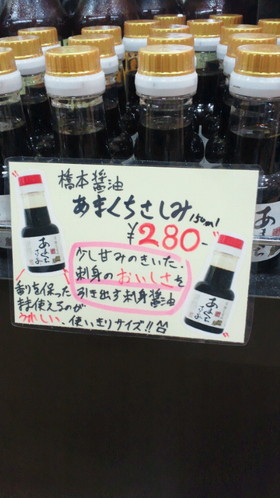 橋本醤油
あまくちさしみ 150ml
¥280-
少し甘みのきいた、
刺身のおいしさを
引き出す刺身醤油
香りを保った
まま使えるのが
うれしい、使いきりサイズ!!